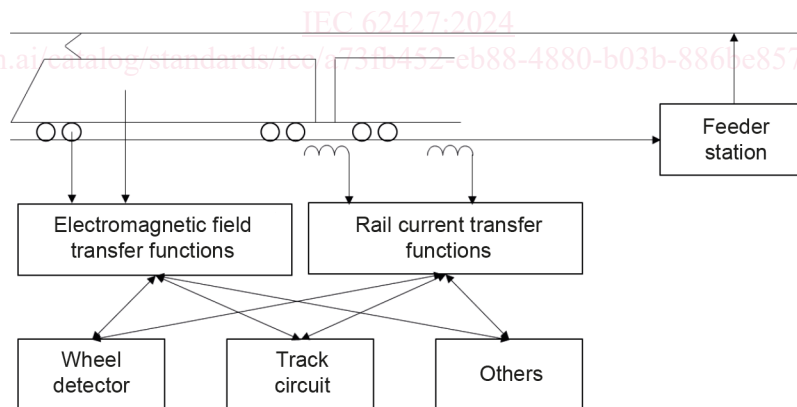 IEC 62427:2024
n.ai/catalog/standards/iec/a73fb452-eb88-4880-b03b-886be857
Feeder
station
Electromagnetic field
transfer functions
Rail current transfer
functions
Wheel
detector
Track
circuit
Others